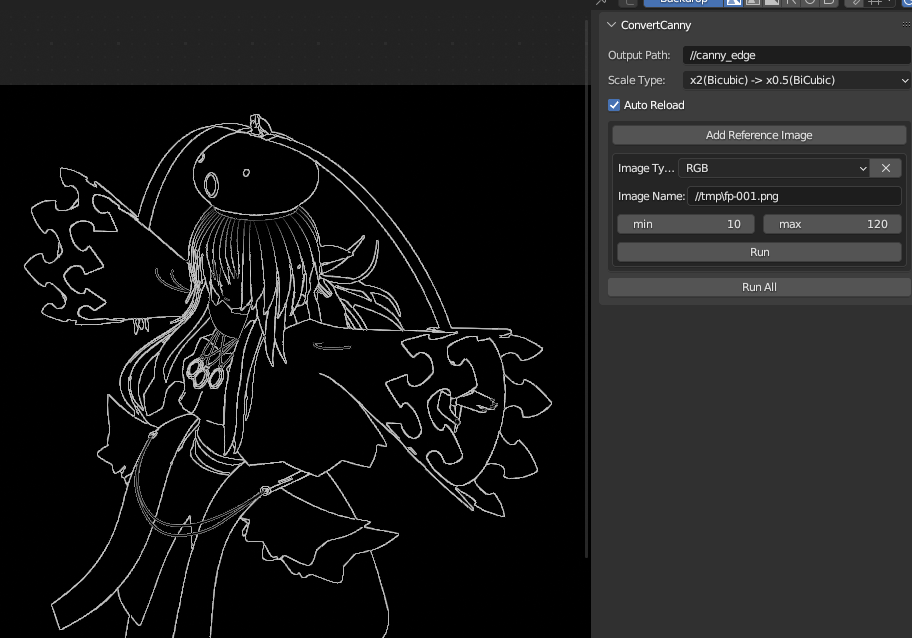 Backdrop
ConvertCanny
Output Path: //canny_edge
Scale Type: x2(Bicubic) -> x0.5(BiCubic)
Auto Reload
Add Reference Image
Image Ty... RGB
Image Name: //tmp\fp-001.png
min 10 max 120
Run
Run All